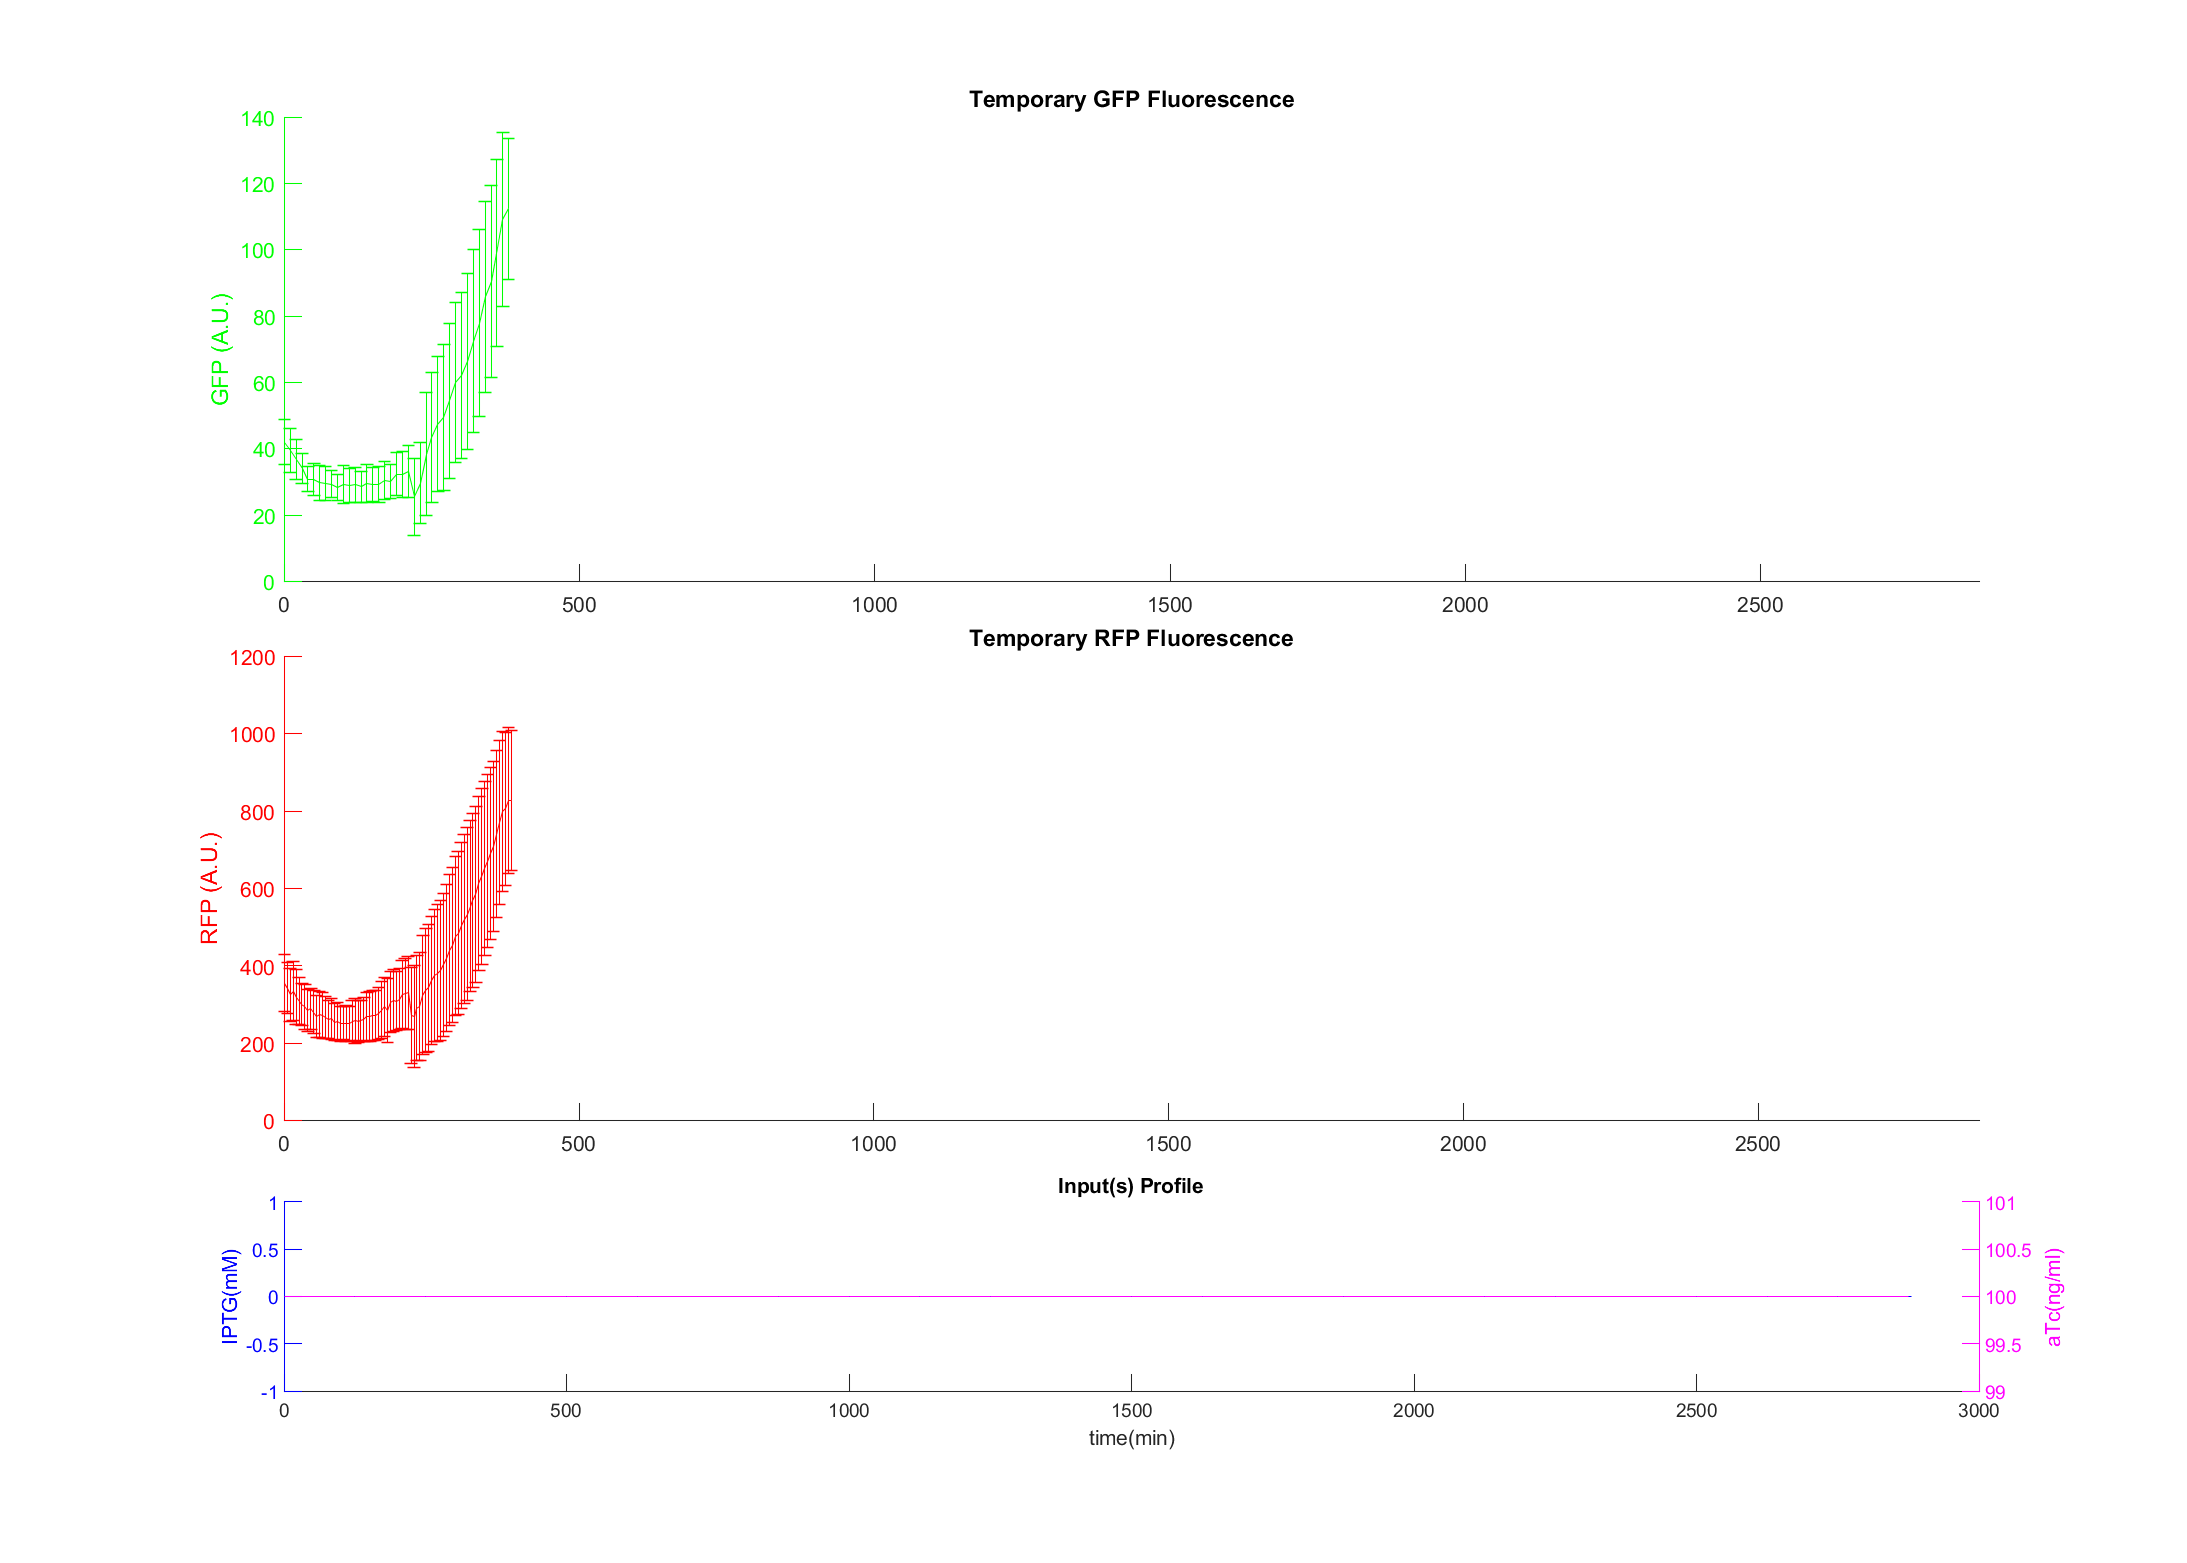 Temporary GFP Fluorescence
140
120
100
80
60
40
20
0
GFP (A.U.)
0 500 1000 1500 2000 2500
Temporary RFP Fluorescence
1200
1000
800
600
400
200
0
RFP (A.U.)
0 500 1000 1500 2000 2500
Input(s) Profile
1
0.5
0
-0.5
-1
IPTG(mM)
101
100.5
100
99.5
99
aTc(ng/ml)
0 500 1000 1500 2000 2500 3000
time(min)